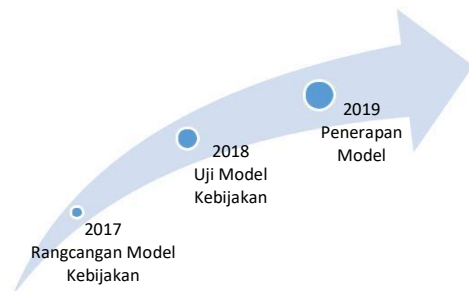 2017
Rangcangan Model
Kebijakan
2018
Uji Model
Kebijakan
2019
Penerapan
Model